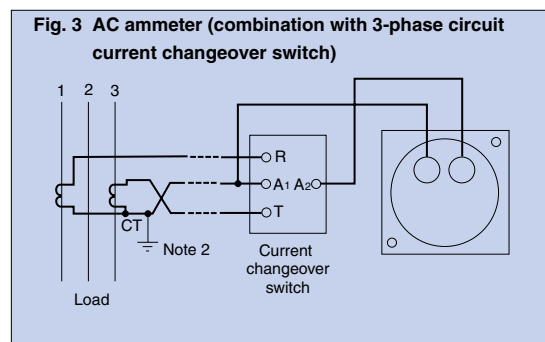 Fig. 3 AC ammeter (combination with 3-phase circuit
current changeover switch)
1 2 3
R
A1 A2
T
CT
Note 2
Current
changeover
switch
Load